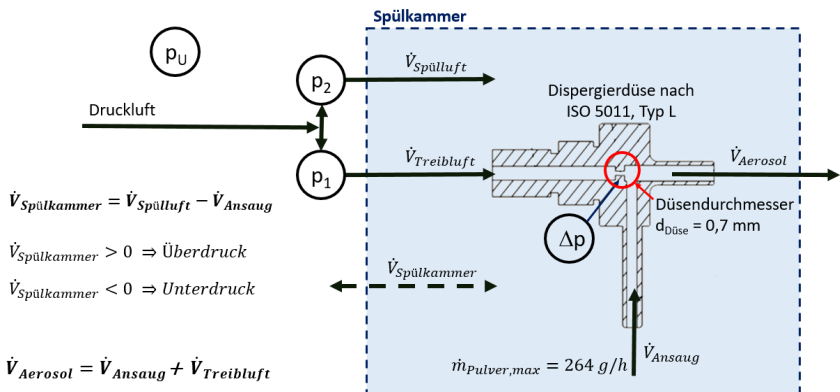 Spülkammer
p_U
p_2
V̇_Spülluft
Dispergierdüse nach
ISO 5011, Typ L
Druckluft
p_1
V̇_Treibluft
V̇_Aerosol
V̇_Spülkammer = V̇_Spülluft − V̇_Ansaug
Düsendurchmesser
d_Düse = 0,7 mm
Δp
V̇_Spülkammer > 0 ⇒ Überdruck
V̇_Spülkammer
V̇_Spülkammer < 0 ⇒ Unterdruck
V̇_Aerosol = V̇_Ansaug + V̇_Treibluft
ṁ_Pulver,max = 264 g/h
V̇_Ansaug